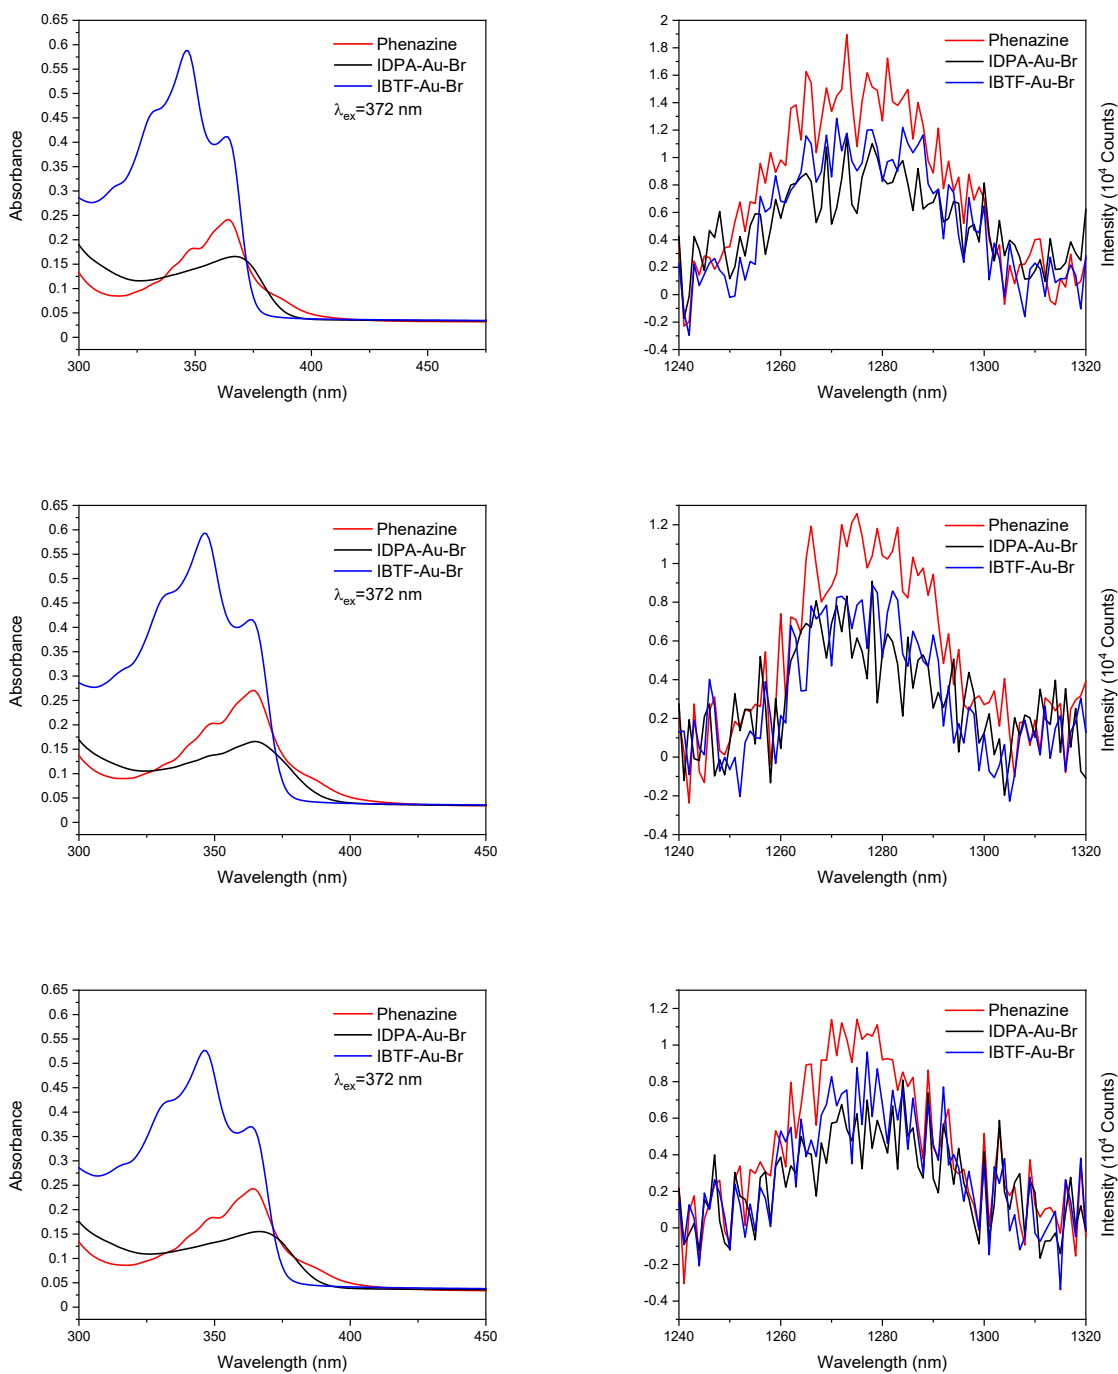 0.65
0.6
0.55
0.5
0.45
0.4
0.35
0.3
0.25
0.2
0.15
0.1
0.05
0
Absorbance
Phenazine
IDPA-Au-Br
IBTF-Au-Br
λex=372 nm
300 350 400 450
Wavelength (nm)
2
1.8
1.6
1.4
1.2
1
0.8
0.6
0.4
0.2
0
-0.2
-0.4
Phenazine
IDPA-Au-Br
IBTF-Au-Br
Intensity (10⁴ Counts)
1240 1260 1280 1300 1320
Wavelength (nm)
0.65
0.6
0.55
0.5
0.45
0.4
0.35
0.3
0.25
0.2
0.15
0.1
0.05
0
Absorbance
Phenazine
IDPA-Au-Br
IBTF-Au-Br
λex=372 nm
300 350 400 450
Wavelength (nm)
1.2
1
0.8
0.6
0.4
0.2
0
-0.2
-0.4
Phenazine
IDPA-Au-Br
IBTF-Au-Br
Intensity (10⁴ Counts)
1240 1260 1280 1300 1320
Wavelength (nm)
0.65
0.6
0.55
0.5
0.45
0.4
0.35
0.3
0.25
0.2
0.15
0.1
0.05
0
Absorbance
Phenazine
IDPA-Au-Br
IBTF-Au-Br
λex=372 nm
300 350 400 450
Wavelength (nm)
1.2
1
0.8
0.6
0.4
0.2
0
-0.2
-0.4
Phenazine
IDPA-Au-Br
IBTF-Au-Br
Intensity (10⁴ Counts)
1240 1260 1280 1300 1320
Wavelength (nm)